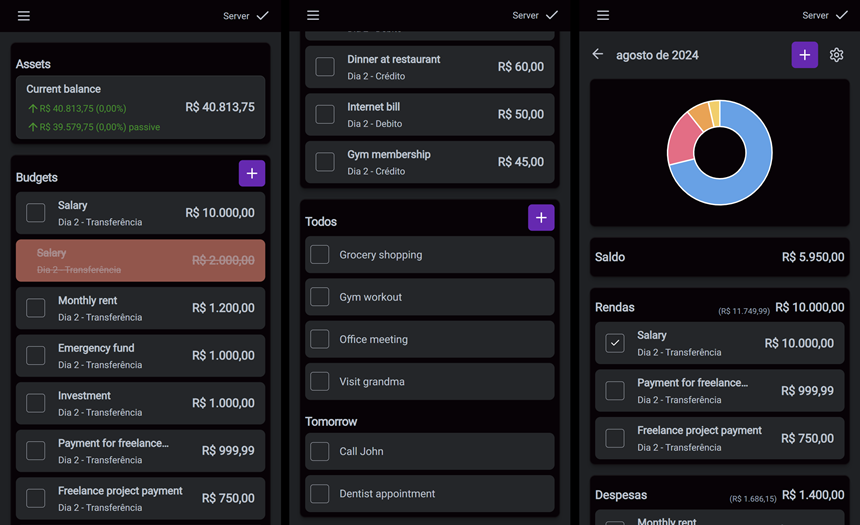 Server
Assets
Current balance
R$ 40.813,75 (0,00%)
R$ 39.579,75 (0,00%) passive
R$ 40.813,75
Budgets
Salary
Dia 2 - Transferência
R$ 10.000,00
Salary
Dia 2 - Transferência
R$ 2.000,00
Monthly rent
Dia 2 - Transferência
R$ 1.200,00
Emergency fund
Dia 2 - Transferência
R$ 1.000,00
Investment
Dia 2 - Transferência
R$ 1.000,00
Payment for freelance...
Dia 2 - Transferência
R$ 999,99
Freelance project payment
Dia 2 - Transferência
R$ 750,00
Server
Dinner at restaurant
Dia 2 - Crédito
R$ 60,00
Internet bill
Dia 2 - Debito
R$ 50,00
Gym membership
Dia 2 - Crédito
R$ 45,00
Todos
Grocery shopping
Gym workout
Office meeting
Visit grandma
Tomorrow
Call John
Dentist appointment
Server
agosto de 2024
Saldo
R$ 5.950,00
Rendas
(R$ 11.749,99) R$ 10.000,00
Salary
Dia 2 - Transferência
R$ 10.000,00
Payment for freelance...
Dia 2 - Transferência
R$ 999,99
Freelance project payment
Dia 2 - Transferência
R$ 750,00
Despesas
(R$ 1.686,15) R$ 1.400,00
Monthly rent